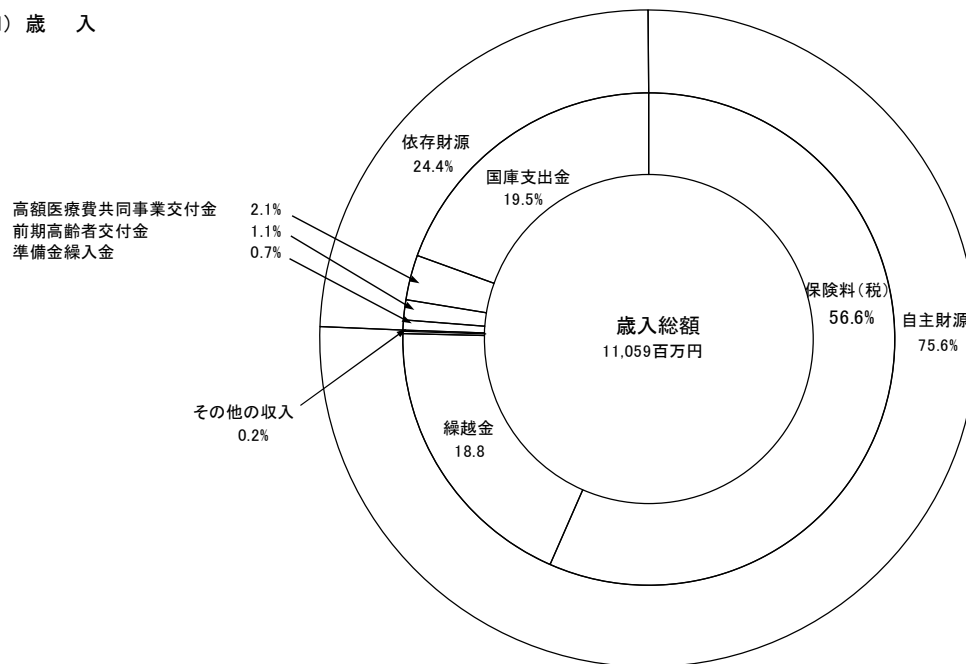 ) 歳 入
依存財源
24.4%
国庫支出金
19.5%
高額医療費共同事業交付金 2.1%
前期高齢者交付金 1.1%
準備金繰入金 0.7%
保険料(税)
56.6%
自主財源
75.6%
歳入総額
11,059百万円
その他の収入
0.2%
繰越金
18.8